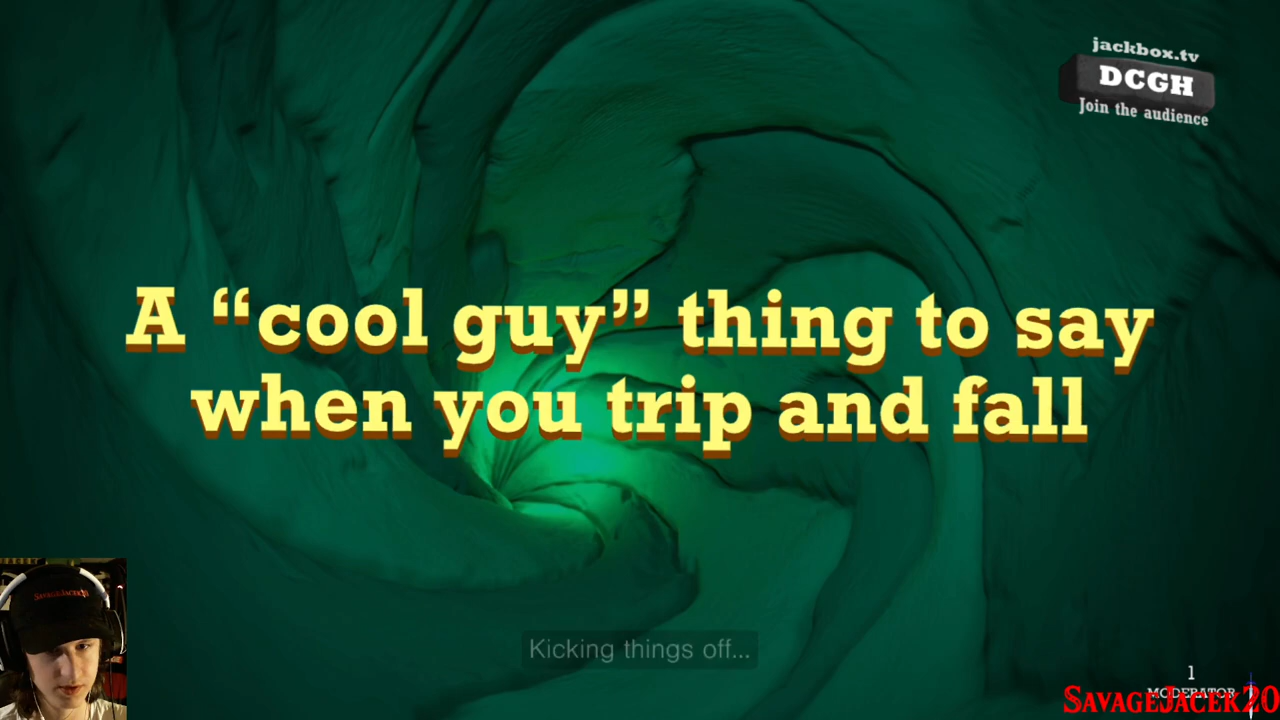 jackbox.tv
DCGH
Join the audience
A “cool guy” thing to say
when you trip and fall
Kicking things off...
1
MODERATOR
SavageJacek20
SavageJacek20